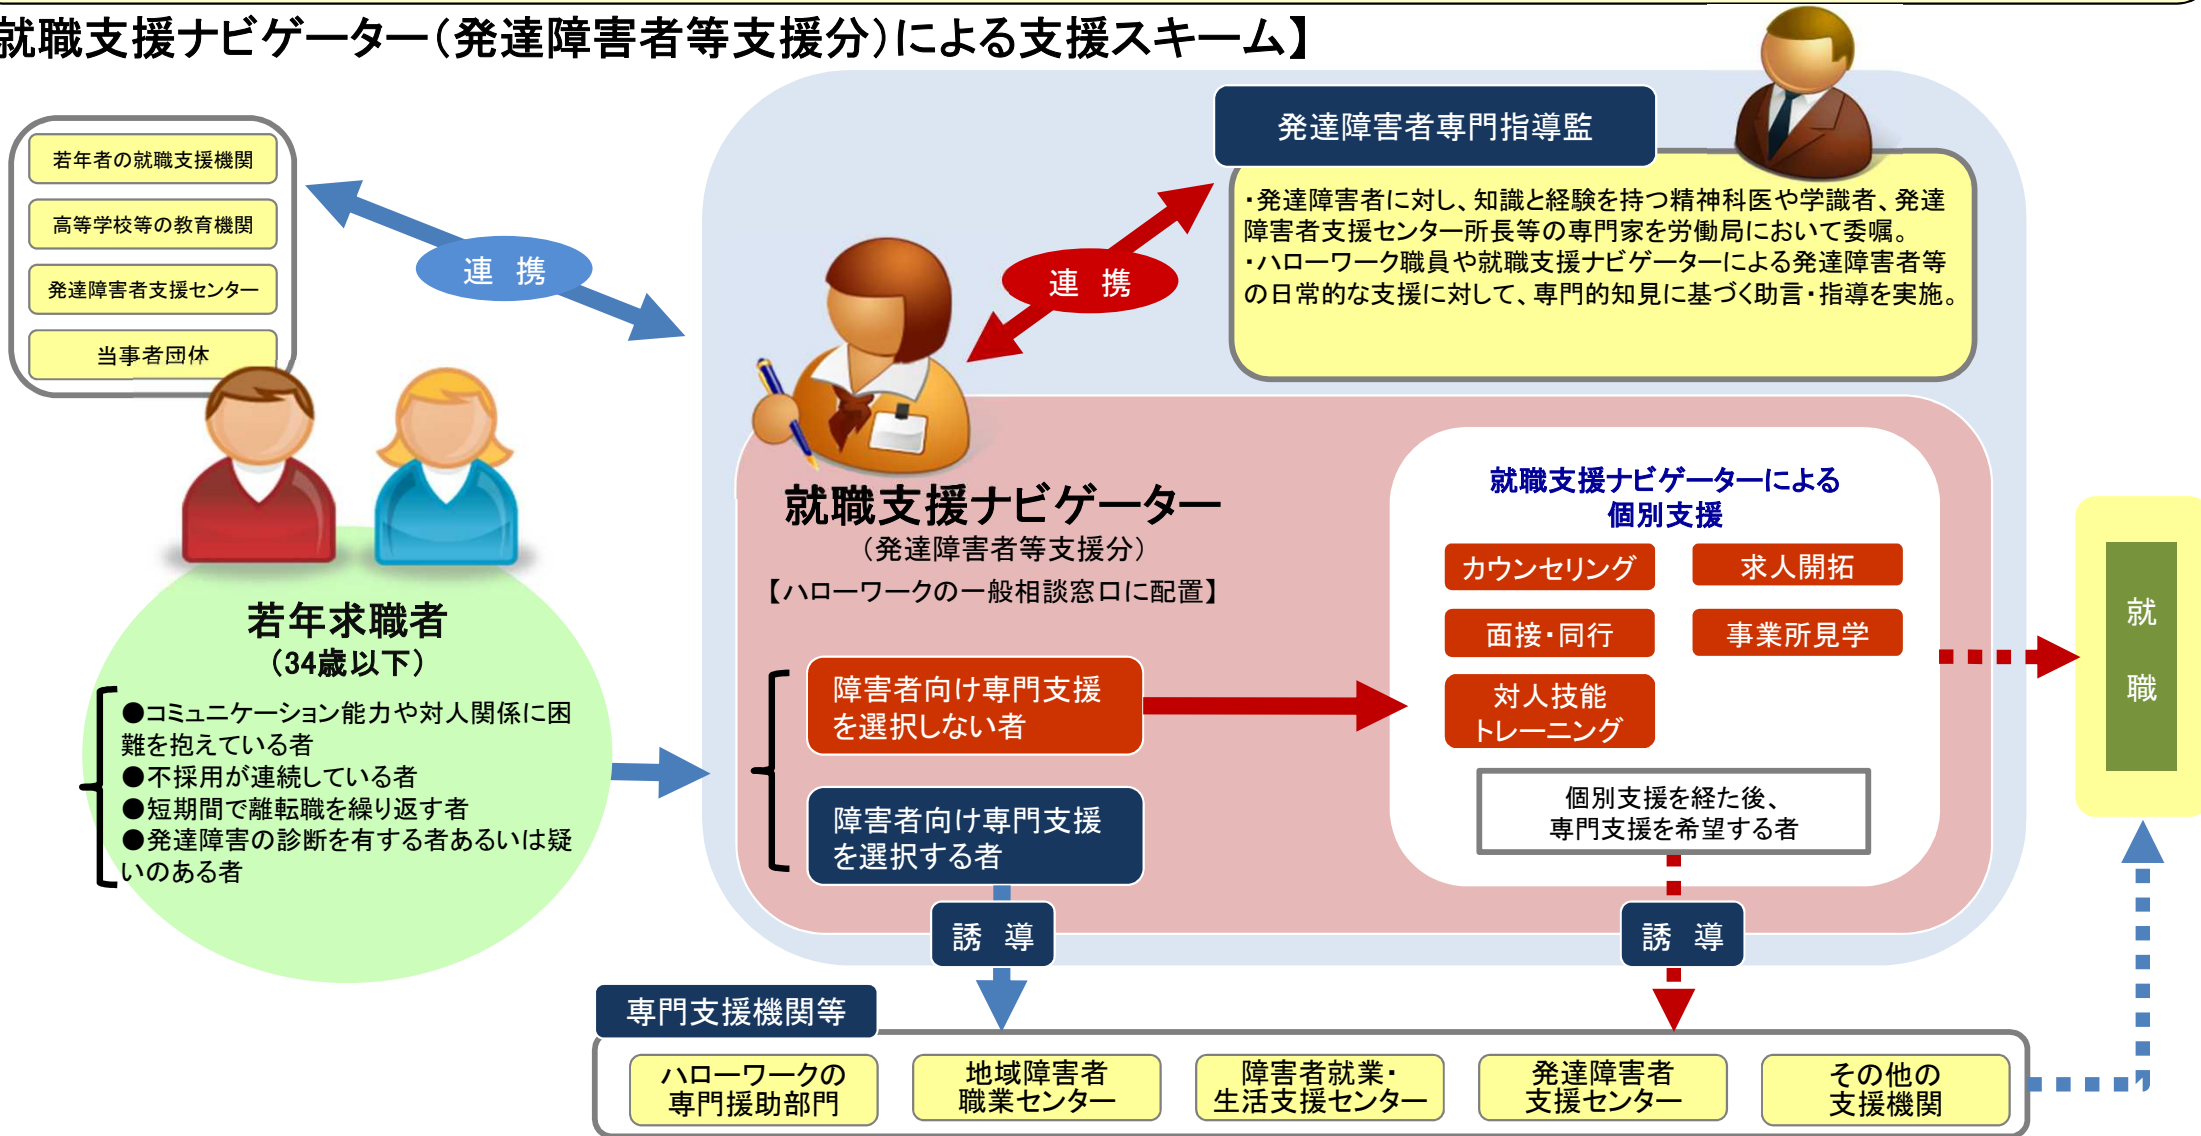 就職支援ナビゲーター（発達障害者等支援分）による支援スキーム】
若年者の就職支援機関
高等学校等の教育機関
発達障害者支援センター
当事者団体
連 携
連 携
発達障害者専門指導監
・発達障害者に対し、知識と経験を持つ精神科医や学識者、発達
障害者支援センター所長等の専門家を労働局において委嘱。
・ハローワーク職員や就職支援ナビゲーターによる発達障害者等
の日常的な支援に対して、専門的知見に基づく助言・指導を実施。
若年求職者
（34歳以下）
●コミュニケーション能力や対人関係に困
難を抱えている者
●不採用が連続している者
●短期間で離転職を繰り返す者
●発達障害の診断を有する者あるいは疑
いのある者
就職支援ナビゲーター
（発達障害者等支援分）
【ハローワークの一般相談窓口に配置】
障害者向け専門支援
を選択しない者
障害者向け専門支援
を選択する者
就職支援ナビゲーターによる
個別支援
カウンセリング
求人開拓
面接・同行
事業所見学
対人技能
トレーニング
個別支援を経た後、
専門支援を希望する者
就
職
誘 導
誘 導
専門支援機関等
ハローワークの
専門援助部門
地域障害者
職業センター
障害者就業・
生活支援センター
発達障害者
支援センター
その他の
支援機関